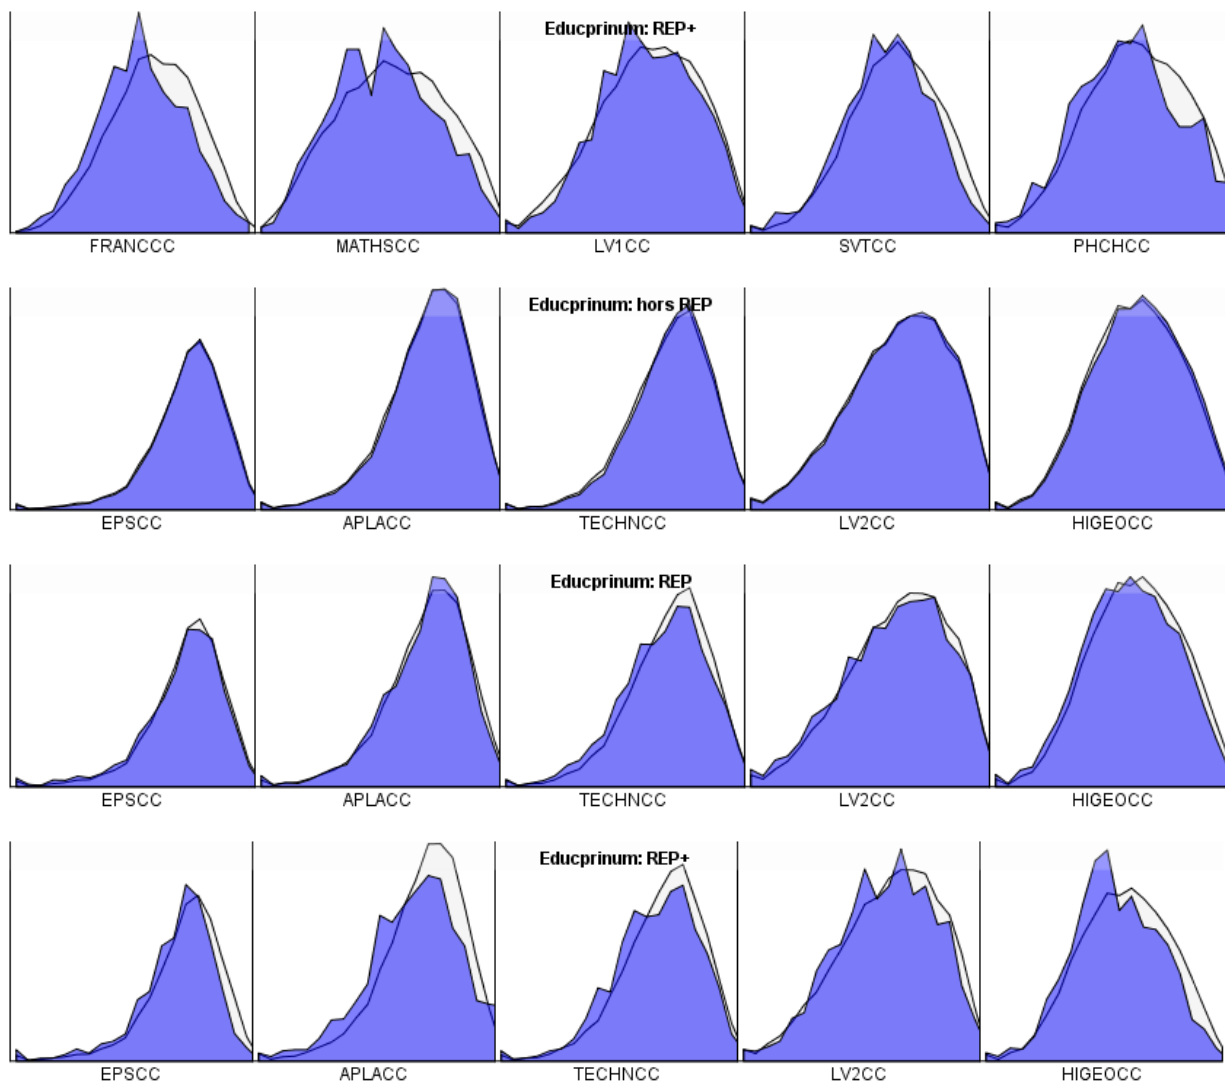 Educprinum: REP+
FRANCCC MATHSCC LV1CC SVTCC PHCHCC
Educprinum: hors REP
EPSCC APLACC TECHNCC LV2CC HIGEOCC
Educprinum: REP
EPSCC APLACC TECHNCC LV2CC HIGEOCC
Educprinum: REP+
EPSCC APLACC TECHNCC LV2CC HIGEOCC